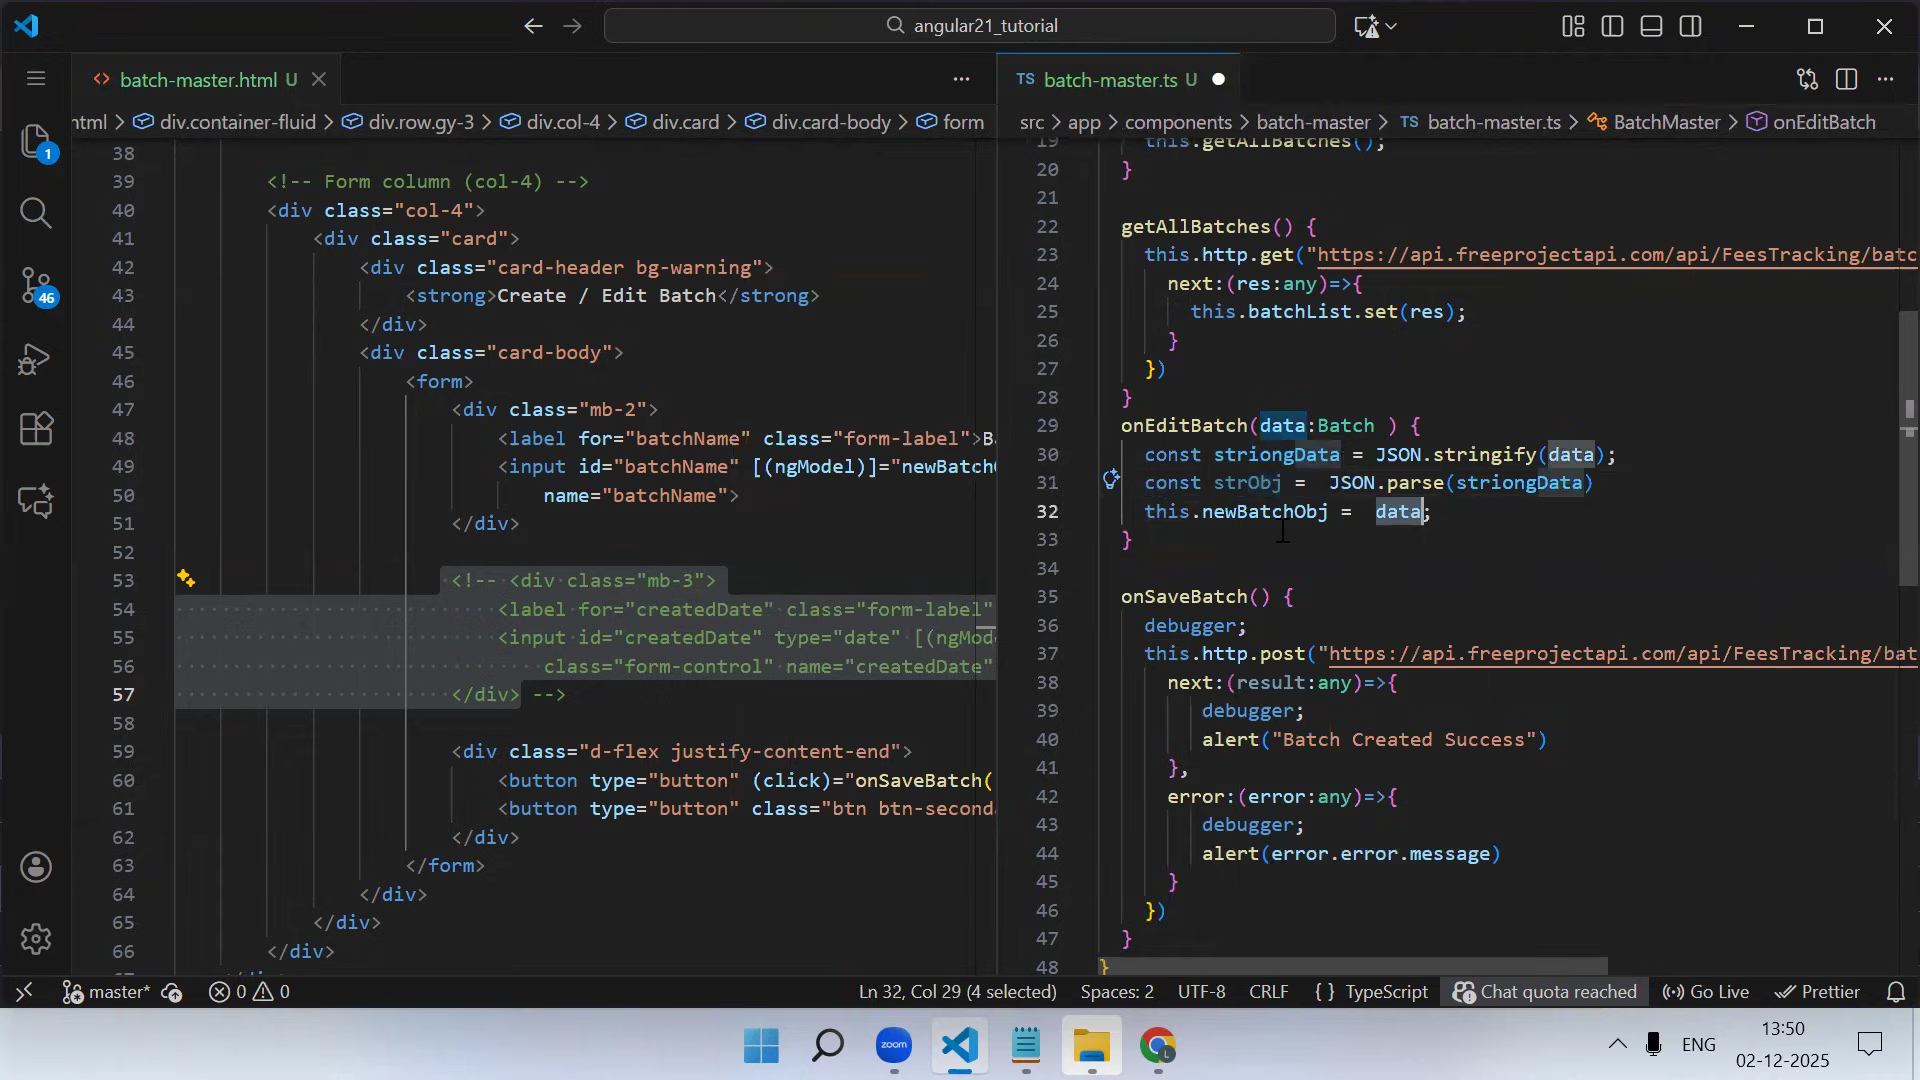 angular21_tutorial
batch-master.html U
html > div.container-fluid > div.row.gy-3 > div.col-4 > div.card > div.card-body > form
38
39 <!-- Form column (col-4) -->
40 <div class="col-4">
41 <div class="card">
42 <div class="card-header bg-warning">
43 <strong>Create / Edit Batch</strong>
44 </div>
45 <div class="card-body">
46 <form>
47 <div class="mb-2">
48 <label for="batchName" class="form-label">
49 <input id="batchName" [(ngModel)]="newBatch
50 name="batchName">
51 </div>
52
53 <!-- <div class="mb-3">
54 <label for="createdDate" class="form-label"
55 <input id="createdDate" type="date" [(ngMod
56 class="form-control" name="createdDate"
57 </div> -->
58
59 <div class="d-flex justify-content-end">
60 <button type="button" (click)="onSaveBatch(
61 <button type="button" class="btn btn-second
62 </div>
63 </form>
64 </div>
65 </div>
66 </div>
TS batch-master.ts U
src > app > components > batch-master > TS batch-master.ts > BatchMaster > onEditBatch
19 this.getAllBatches();
20 }
21
22 getAllBatches() {
23 this.http.get("https://api.freeprojectapi.com/api/FeesTracking/batc
24 next:(res:any)=>{
25 this.batchList.set(res);
26 }
27 })
28 }
29 onEditBatch(data:Batch ) {
30 const striongData = JSON.stringify(data);
31 const strObj = JSON.parse(striongData)
32 this.newBatchObj = data;
33 }
34
35 onSaveBatch() {
36 debugger;
37 this.http.post("https://api.freeprojectapi.com/api/FeesTracking/bat
38 next:(result:any)=>{
39 debugger;
40 alert("Batch Created Success")
41 },
42 error:(error:any)=>{
43 debugger;
44 alert(error.error.message)
45 }
46 })
47 }
48 }
1
46
master* 0 0 Ln 32, Col 29 (4 selected) Spaces: 2 UTF-8 CRLF { } TypeScript Chat quota reached Go Live Prettier
zoom
L
ENG
13:50
02-12-2025